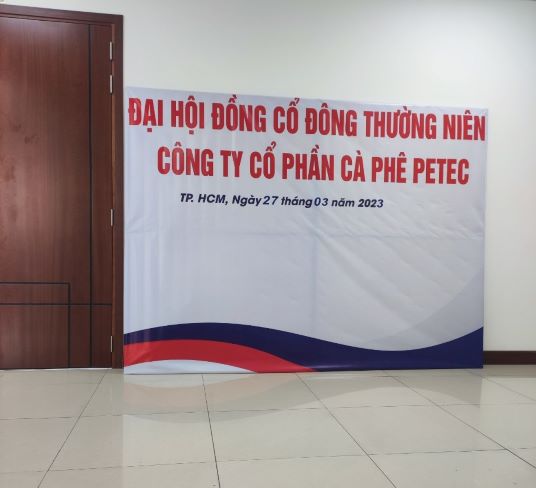 ĐẠI HỘI ĐỒNG CỔ ĐÔNG THƯỜNG NIÊN
CÔNG TY CỔ PHẦN CÀ PHÊ PETEC
TP. HCM, Ngày 27 tháng 03 năm 2023